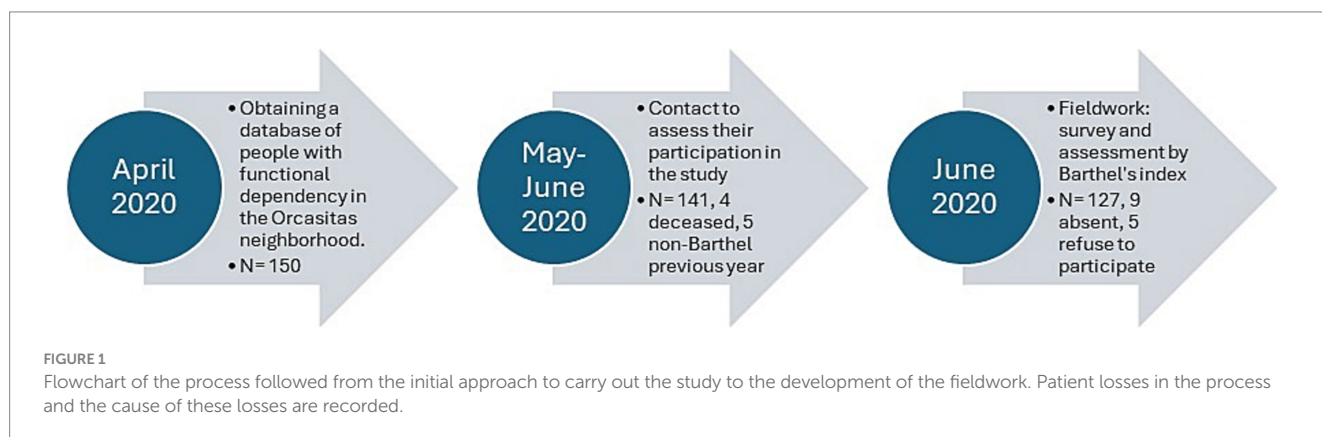 April
2020
• Obtaining a
database of
people with
functional
dependency in
the Orcasitas
neighborhood.
• N= 150
May-
June
2020
• Contact to
assess their
participation in
the study
• N= 141, 4
deceased, 5
non-Barthel
previous year
June
2020
• Fieldwork:
survey and
assessment by
Barthel's index
• N= 127, 9
absent, 5
refuse to
participate
FIGURE 1
Flowchart of the process followed from the initial approach to carry out the study to the development of the fieldwork. Patient losses in the process
and the cause of these losses are recorded.